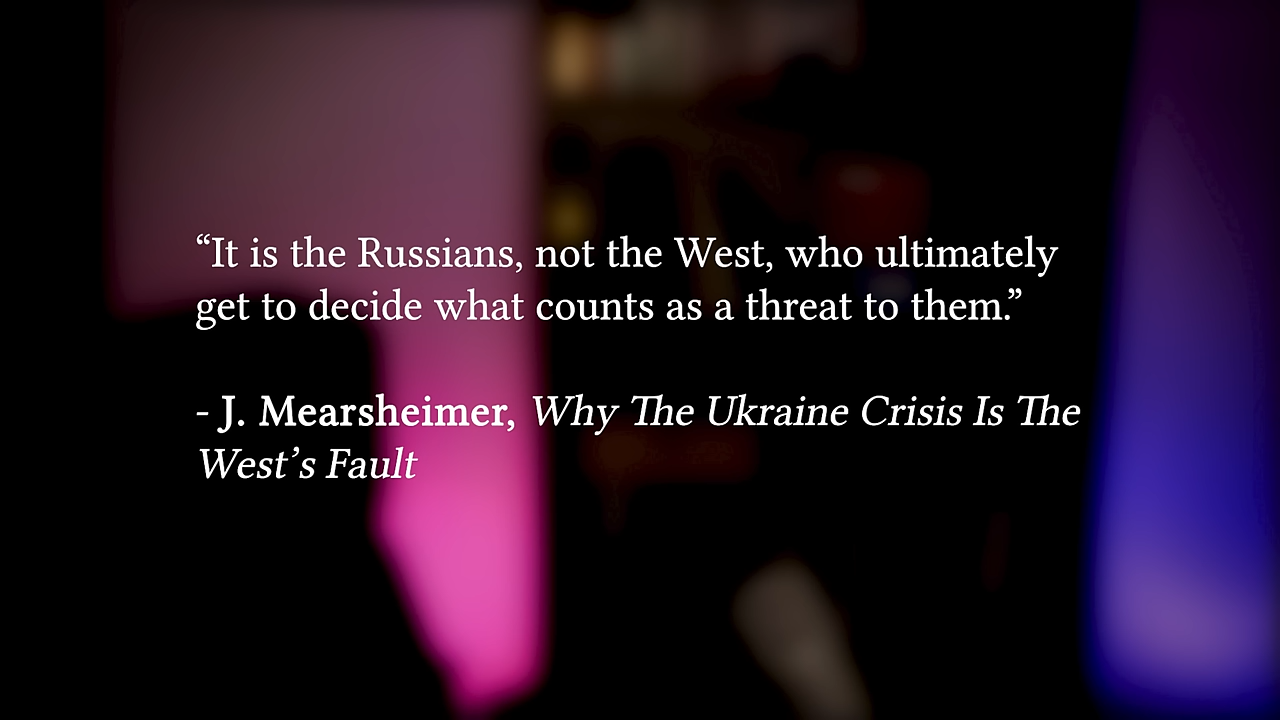 “It is the Russians, not the West, who ultimately
get to decide what counts as a threat to them.”
- J. Mearsheimer, Why The Ukraine Crisis Is The
West’s Fault